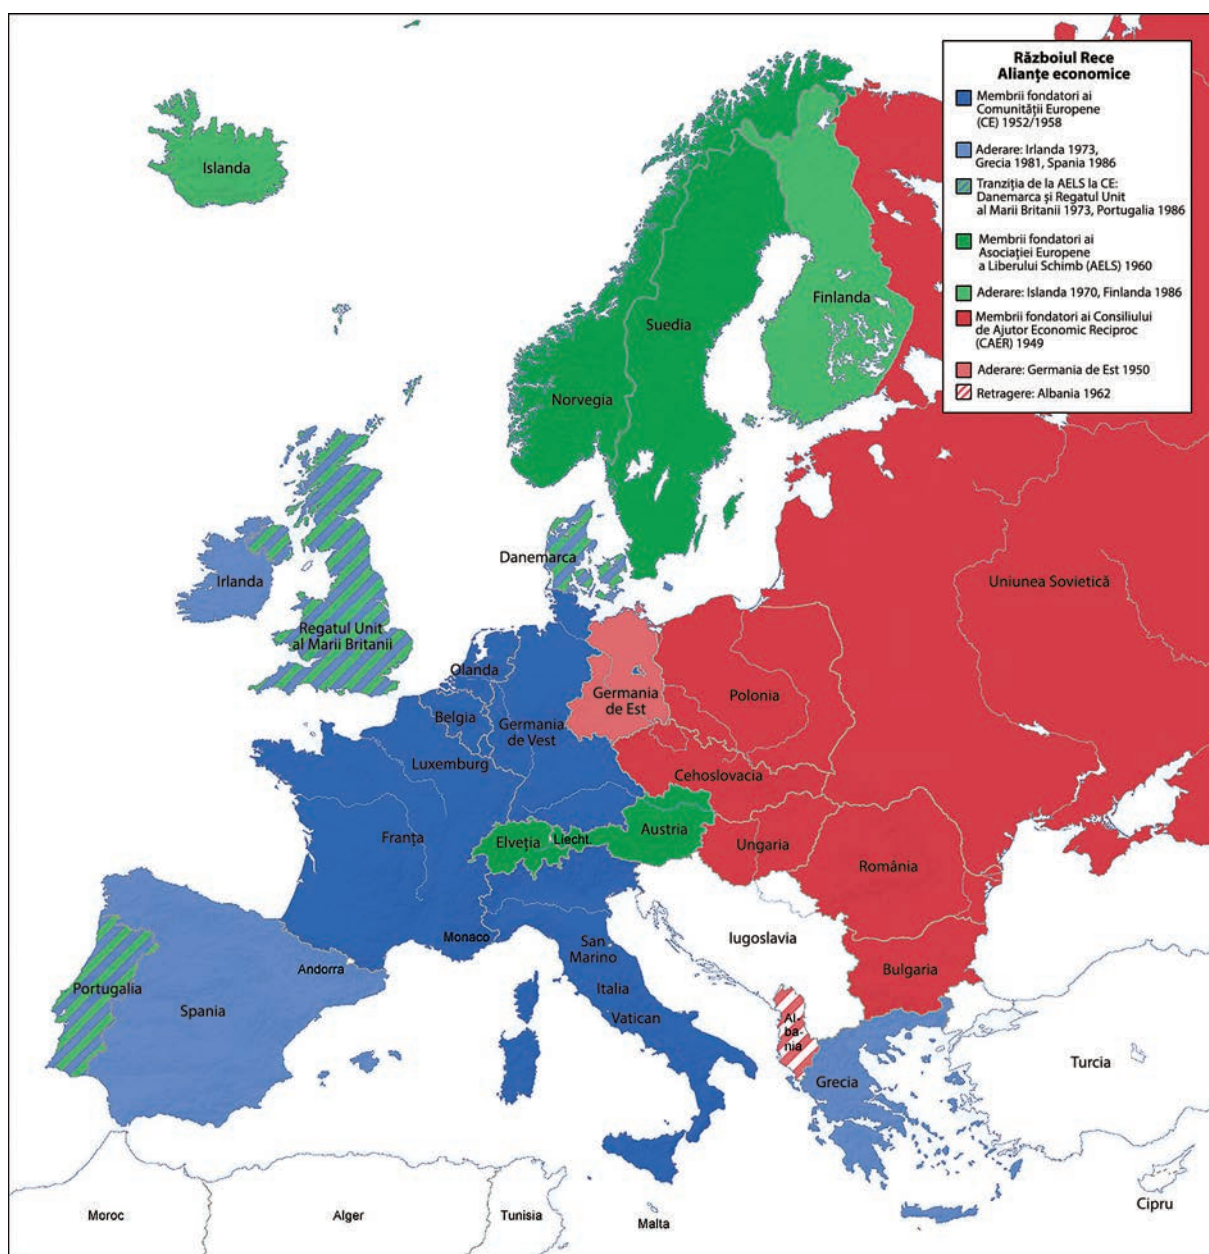 Războiul Rece
Alianțe economice
Membrii fondatori ai
Comunității Europene
(CE) 1952/1958
Aderare: Irlanda 1973,
Grecia 1981, Spania 1986
Tranziția de la AELS la CE:
Danemarca și Regatul Unit
al Marii Britanii 1973, Portugalia 1986
Membrii fondatori ai
Asociației Europene
a Liberului Schimb (AELS) 1960
Aderare: Islanda 1970, Finlanda 1986
Membrii fondatori ai Consiliului
de Ajutor Economic Reciproc
(CAER) 1949
Aderare: Germania de Est 1950
Retragere: Albania 1962
Islanda
Finlanda
Suedia
Norvegia
Danemarca
Irlanda
Uniunea Sovietică
Regatul Unit
al Marii Britanii
Olanda
Germania
de Est
Polonia
Belgia
Germania
de Vest
Luxemburg
Cehoslovacia
Franța
Elveția
Liecht.
Austria
Ungaria
România
Monaco
San
Marino
Iugoslavia
Andorra
Bulgaria
Portugalia
Spania
Italia
Vatican
Al-
ba-
nia
Grecia
Turcia
Moroc
Alger
Tunisia
Malta
Cipru